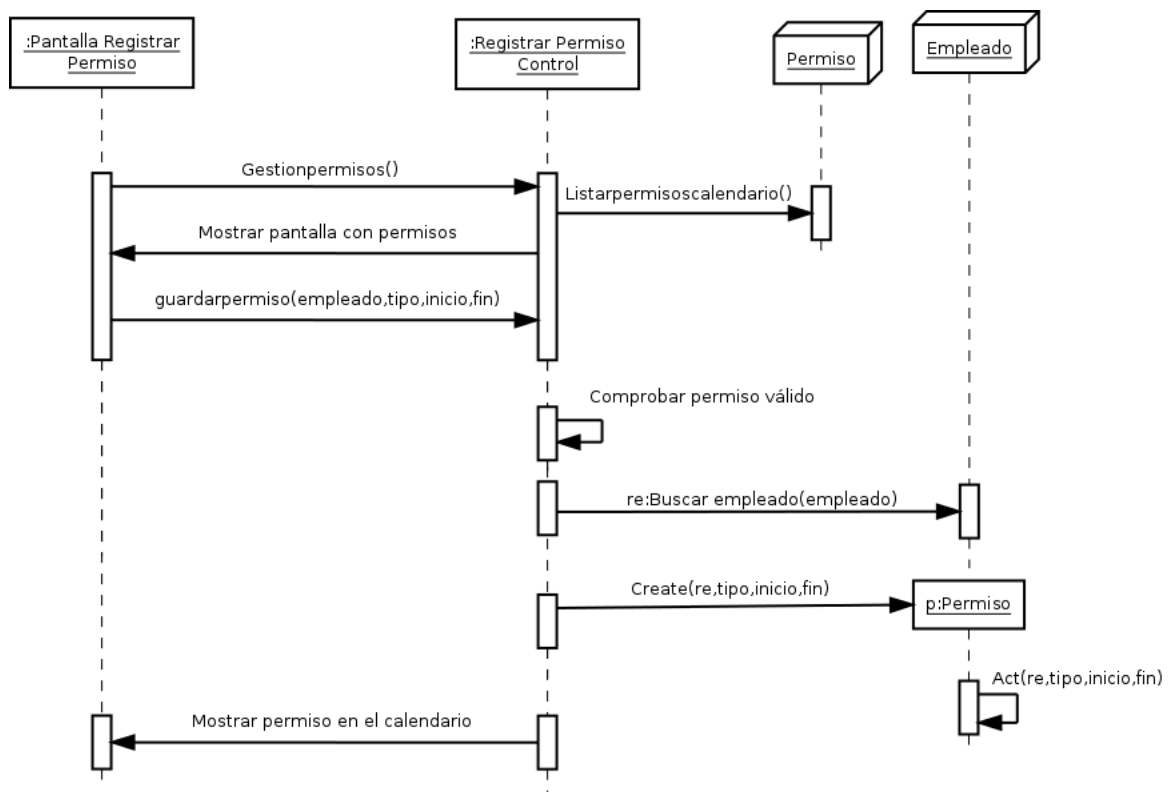 :Pantalla Registrar
Permiso
:Registrar Permiso
Control
Permiso
Empleado
Gestionpermisos()
Listarpermisoscalendario()
Mostrar pantalla con permisos
guardarpermiso(empleado,tipo,inicio,fin)
Comprobar permiso válido
re:Buscar empleado(empleado)
Create(re,tipo,inicio,fin)
p:Permiso
Act(re,tipo,inicio,fin)
Mostrar permiso en el calendario